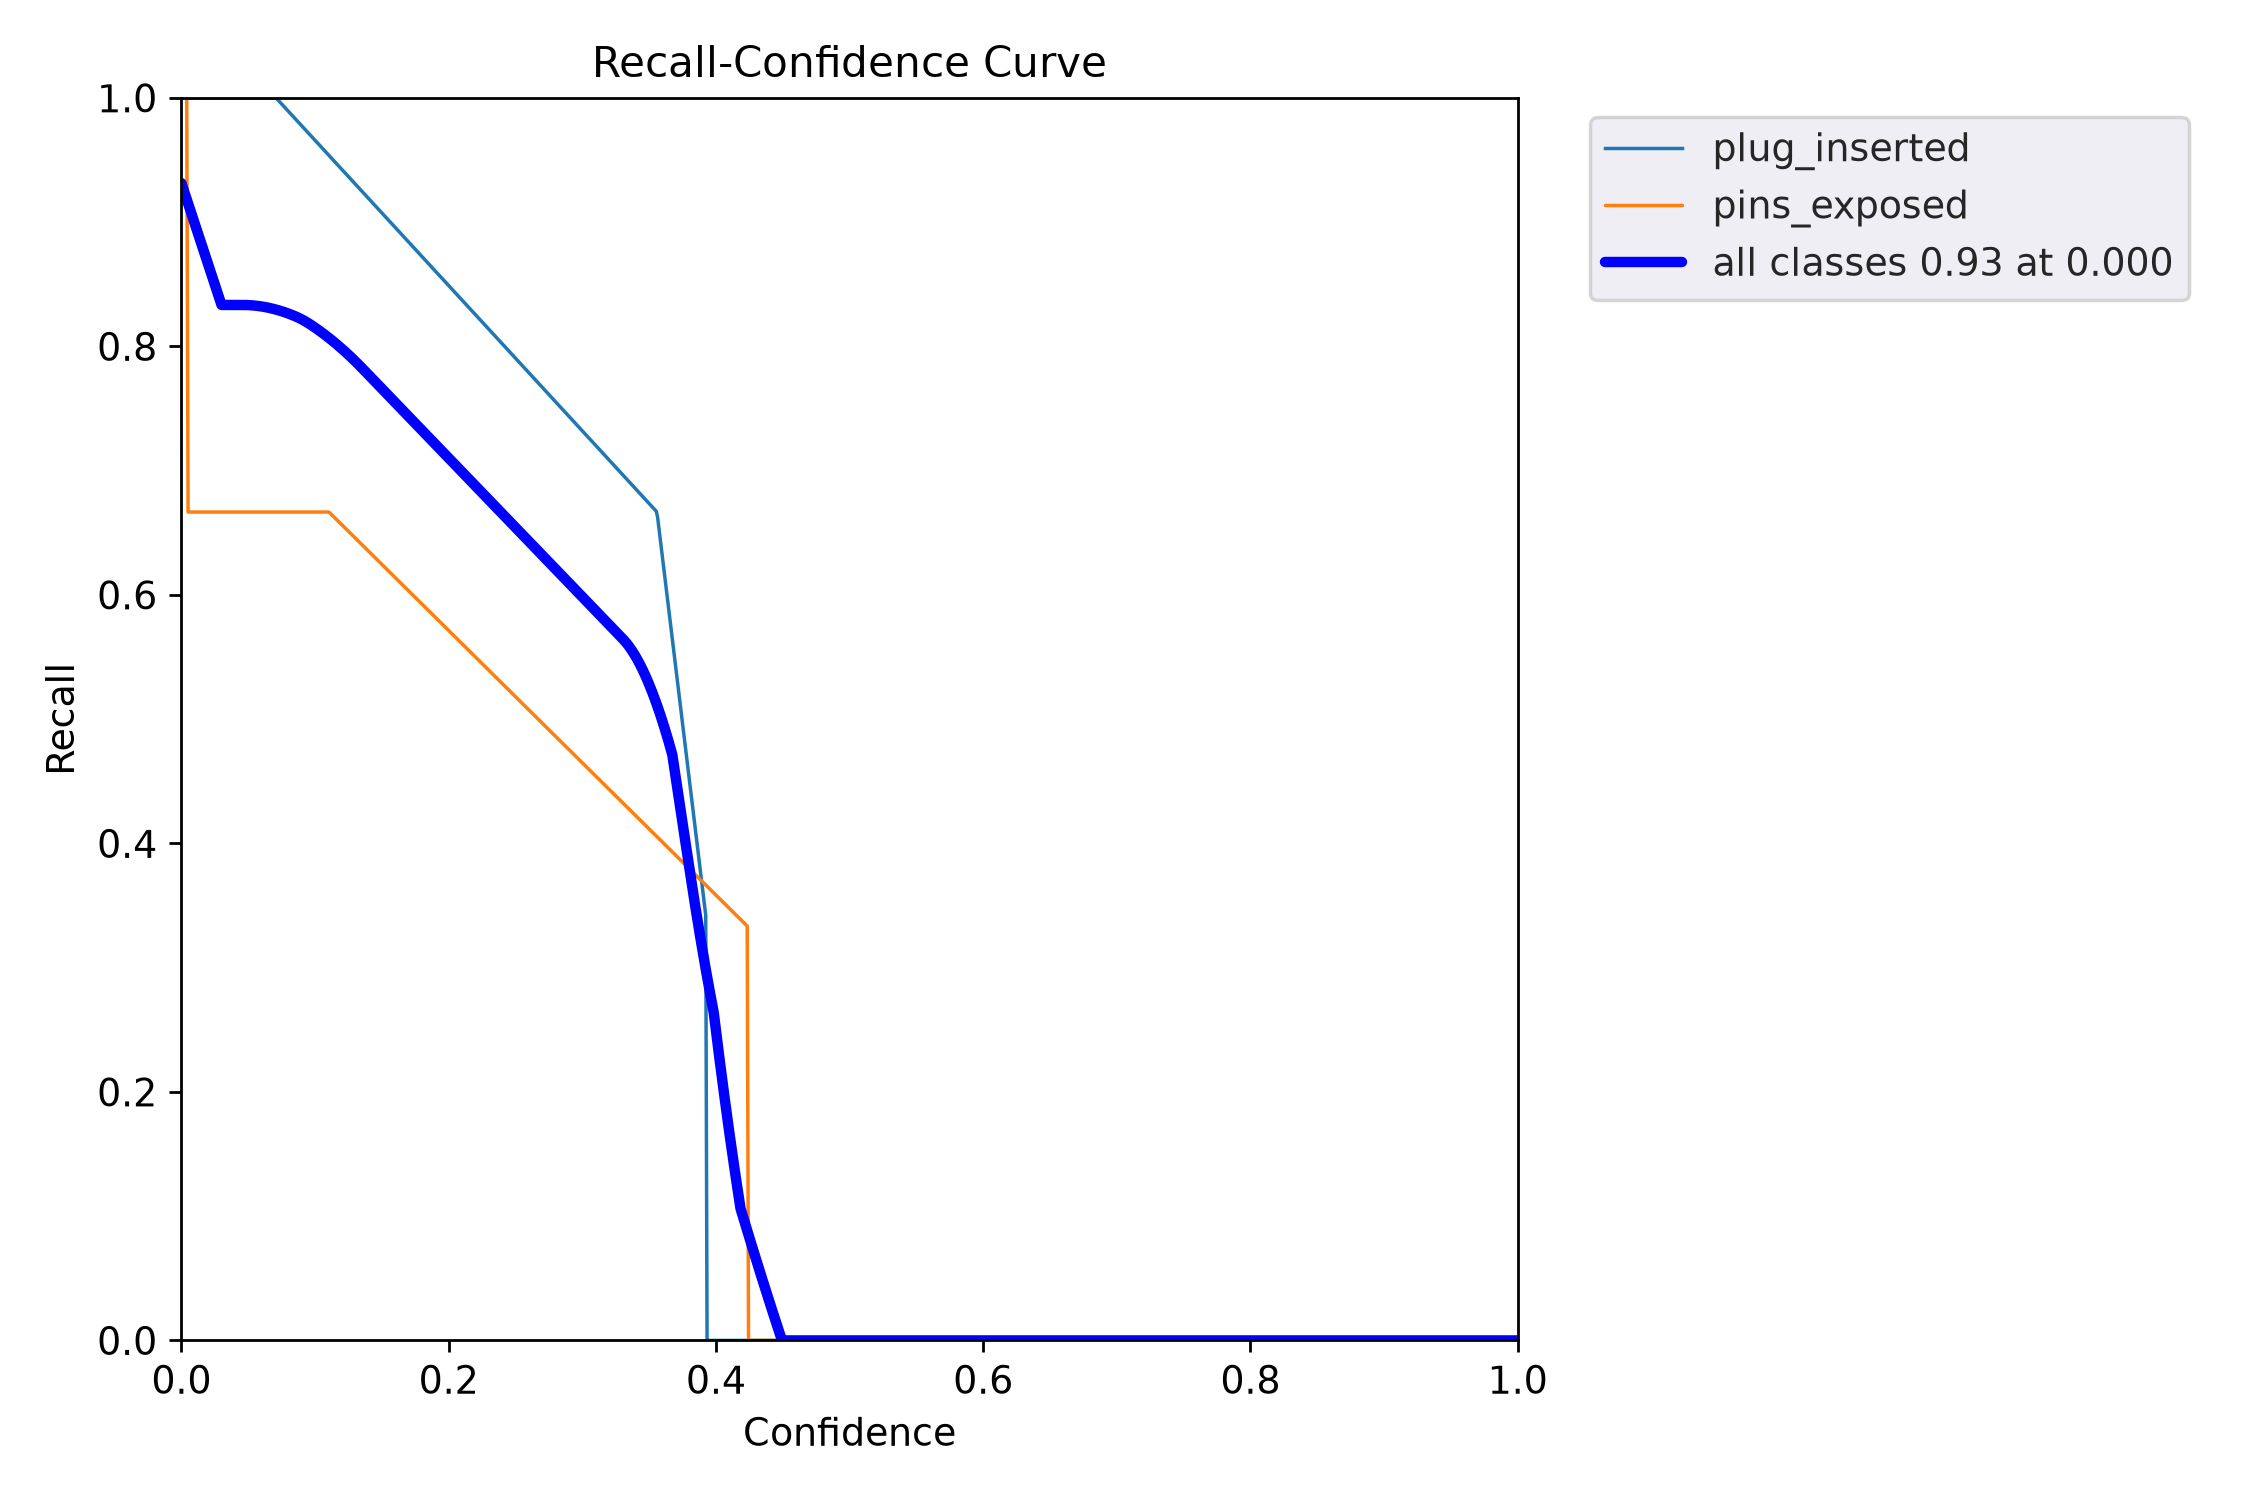 Recall-Confidence Curve
plug_inserted
pins_exposed
all classes 0.93 at 0.000
1.0
0.8
0.6
0.4
0.2
0.0
Recall
0.0 0.2 0.4 0.6 0.8 1.0
Confidence